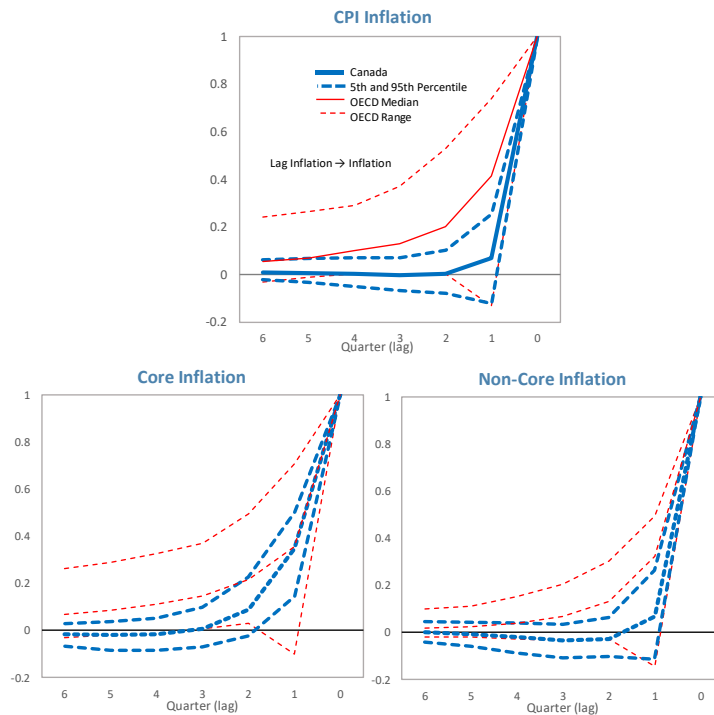 CPI Inflation
1
0.8
0.6
0.4
0.2
0
-0.2
Canada
5th and 95th Percentile
OECD Median
OECD Range
Lag Inflation → Inflation
6 5 4 3 2 1 0
Quarter (lag)
Core Inflation
1
0.8
0.6
0.4
0.2
0
-0.2
6 5 4 3 2 1 0
Quarter (lag)
Non-Core Inflation
1
0.8
0.6
0.4
0.2
0
-0.2
6 5 4 3 2 1 0
Quarter (lag)